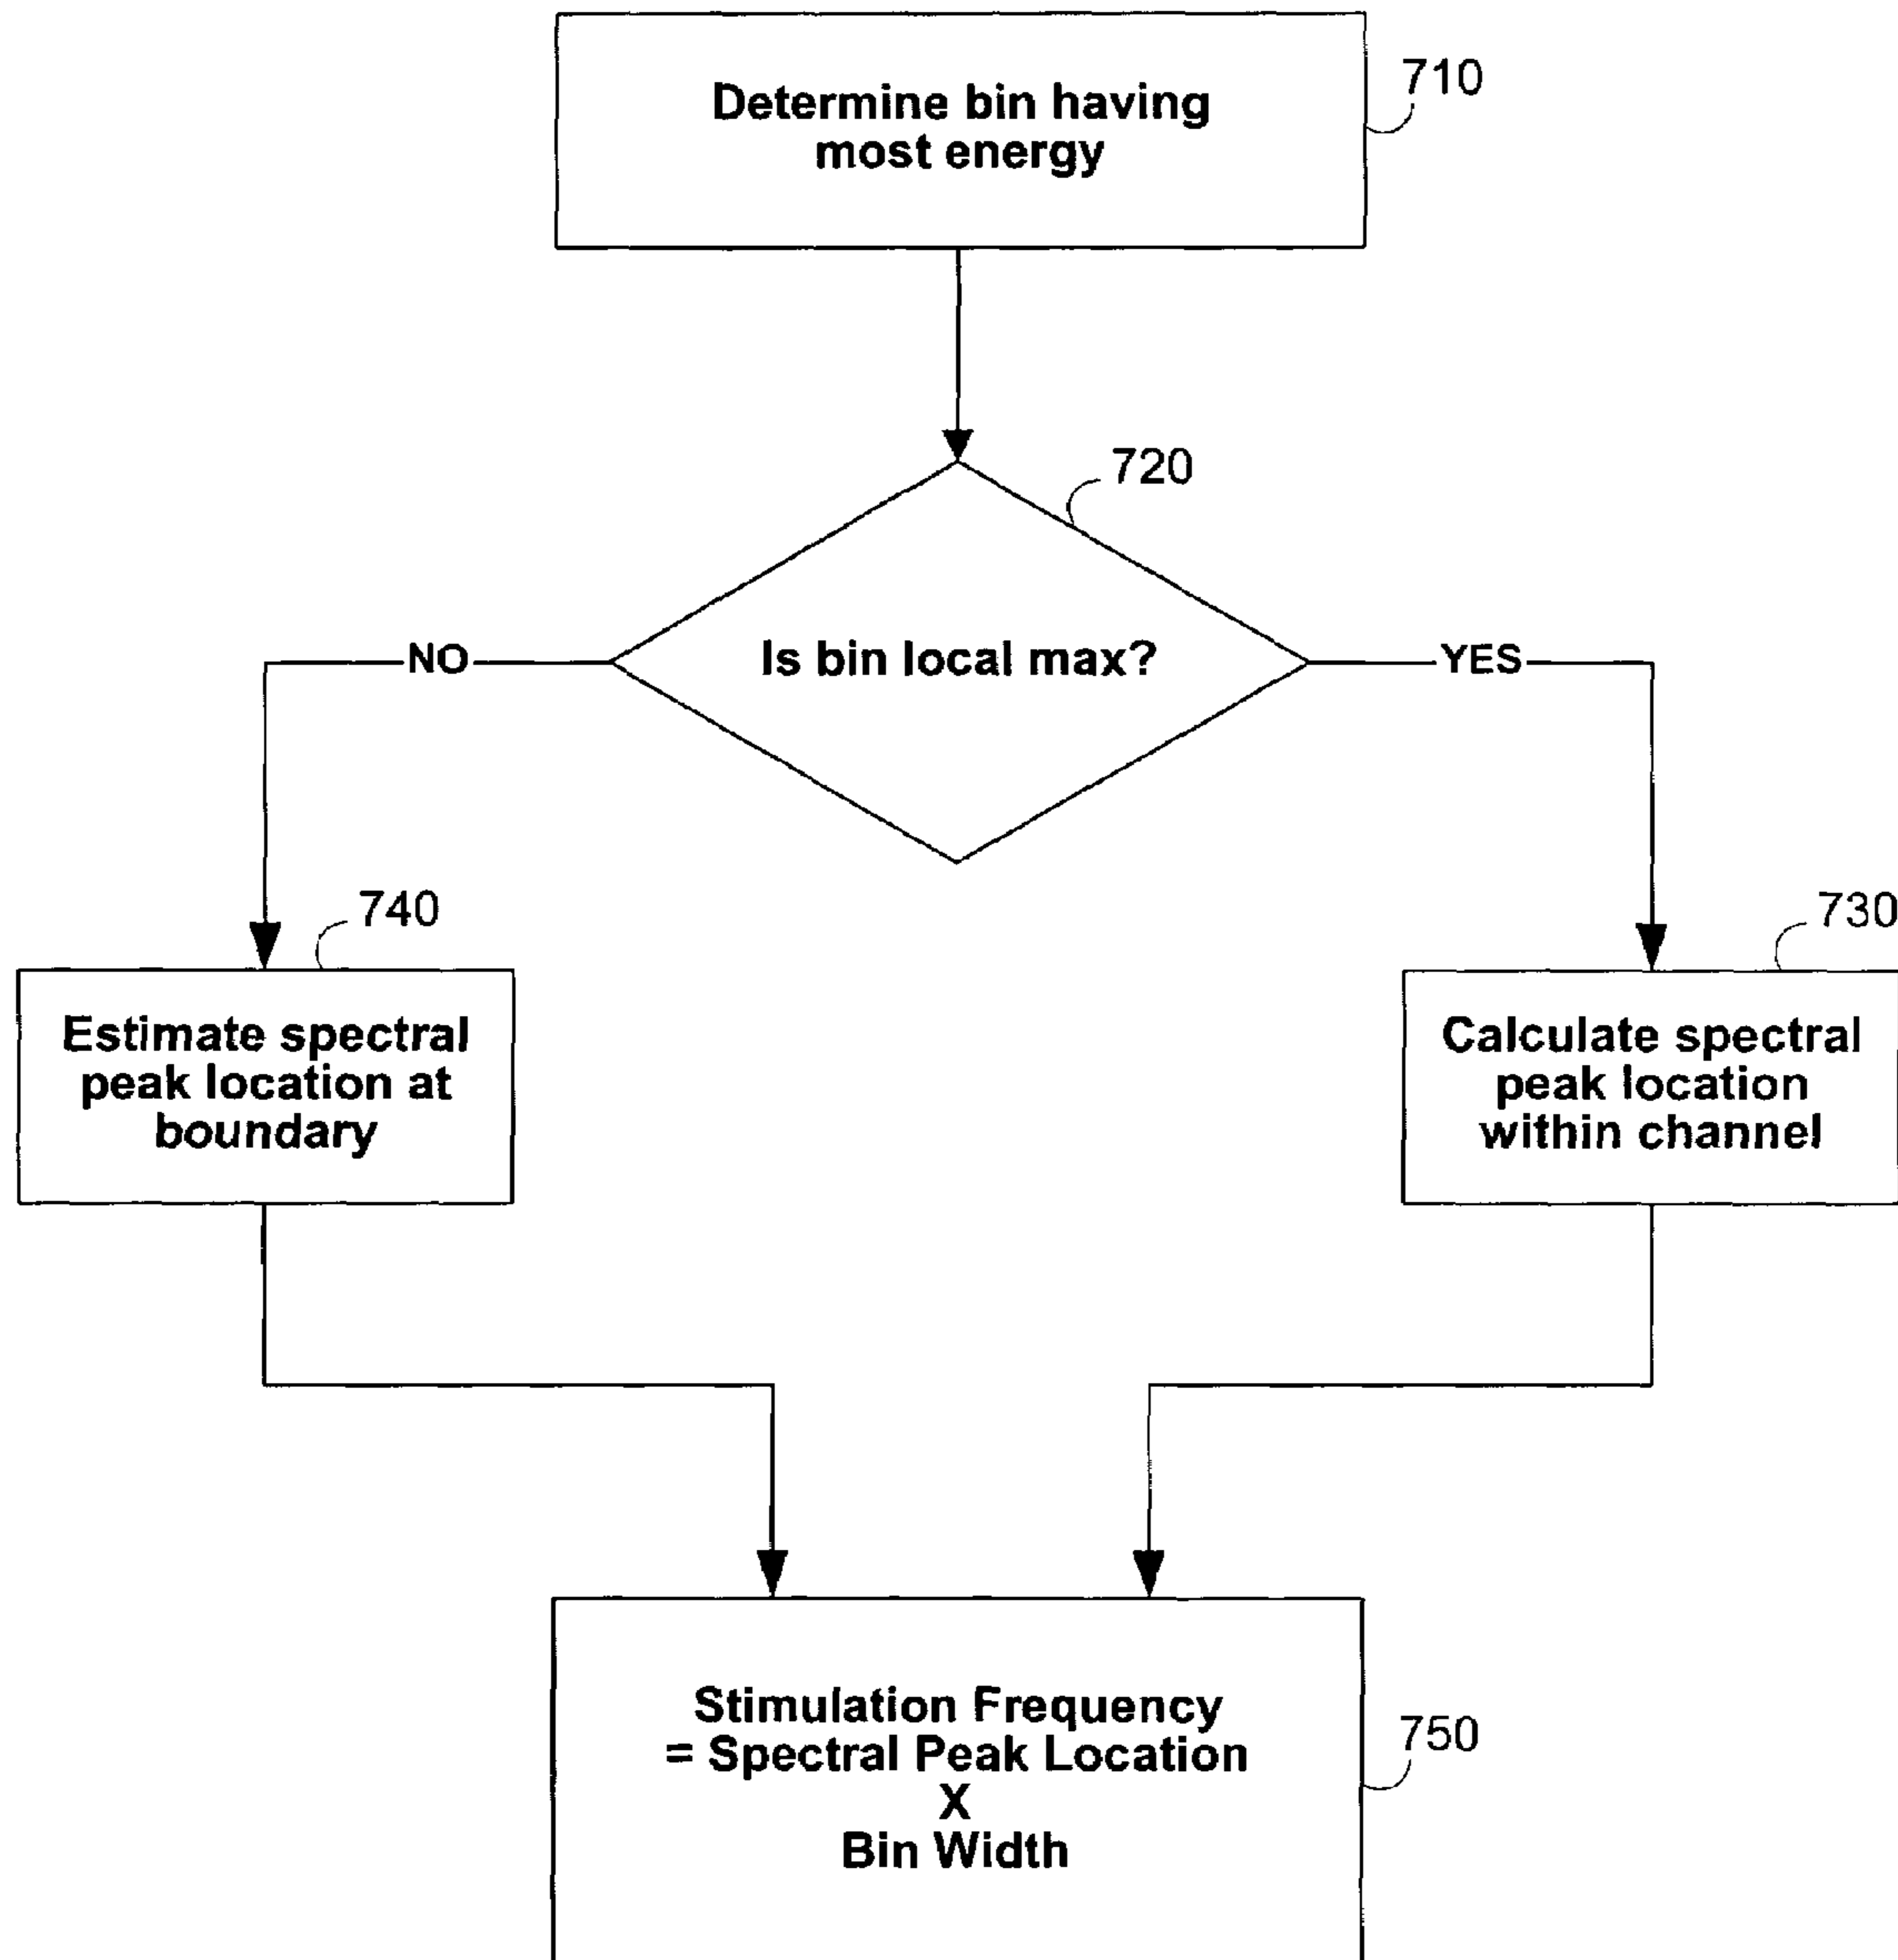 Determine bin having
most energy
710
720
Is bin local max?
NO
YES
740
730
Estimate spectral
peak location at
boundary
Calculate spectral
peak location
within channel
Stimulation Frequency
= Spectral Peak Location
X
Bin Width
750